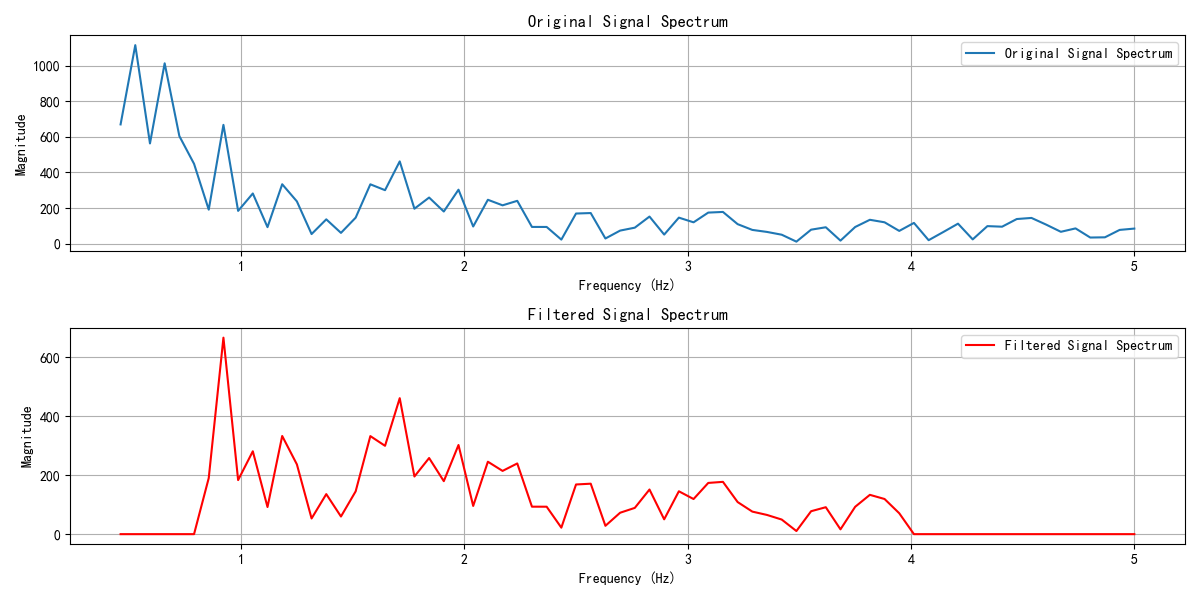 Original Signal Spectrum
Original Signal Spectrum
Magnitude
1000
800
600
400
200
0
1 2 3 4 5
Frequency (Hz)
Filtered Signal Spectrum
Filtered Signal Spectrum
Magnitude
600
400
200
0
1 2 3 4 5
Frequency (Hz)